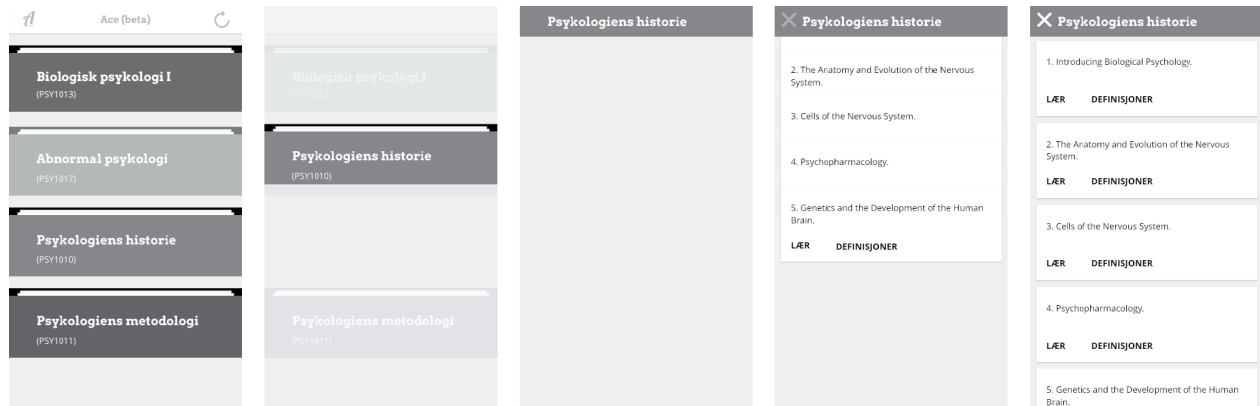 Ace (beta)
Biologisk psykologi I
(PSY1013)
Abnormal psykologi
(PSY1017)
Psykologiens historie
(PSY1010)
Psykologiens metodologi
(PSY1011)
Biologisk psykologi I
(PSY1013)
Psykologiens historie
(PSY1010)
Psykologiens metodologi
(PSY1011)
Psykologiens historie
Psykologiens historie
2. The Anatomy and Evolution of the Nervous
System.
3. Cells of the Nervous System.
4. Psychopharmacology.
5. Genetics and the Development of the Human
Brain.
LÆR DEFINISJONER
Psykologiens historie
1. Introducing Biological Psychology.
LÆR DEFINISJONER
2. The Anatomy and Evolution of the Nervous
System.
LÆR DEFINISJONER
3. Cells of the Nervous System.
LÆR DEFINISJONER
4. Psychopharmacology.
LÆR DEFINISJONER
5. Genetics and the Development of the Human
Brain.